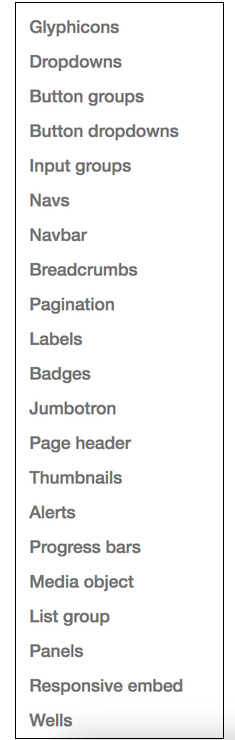 Glyphicons
Dropdowns
Button groups
Button dropdowns
Input groups
Navs
Navbar
Breadcrumbs
Pagination
Labels
Badges
Jumbotron
Page header
Thumbnails
Alerts
Progress bars
Media object
List group
Panels
Responsive embed
Wells